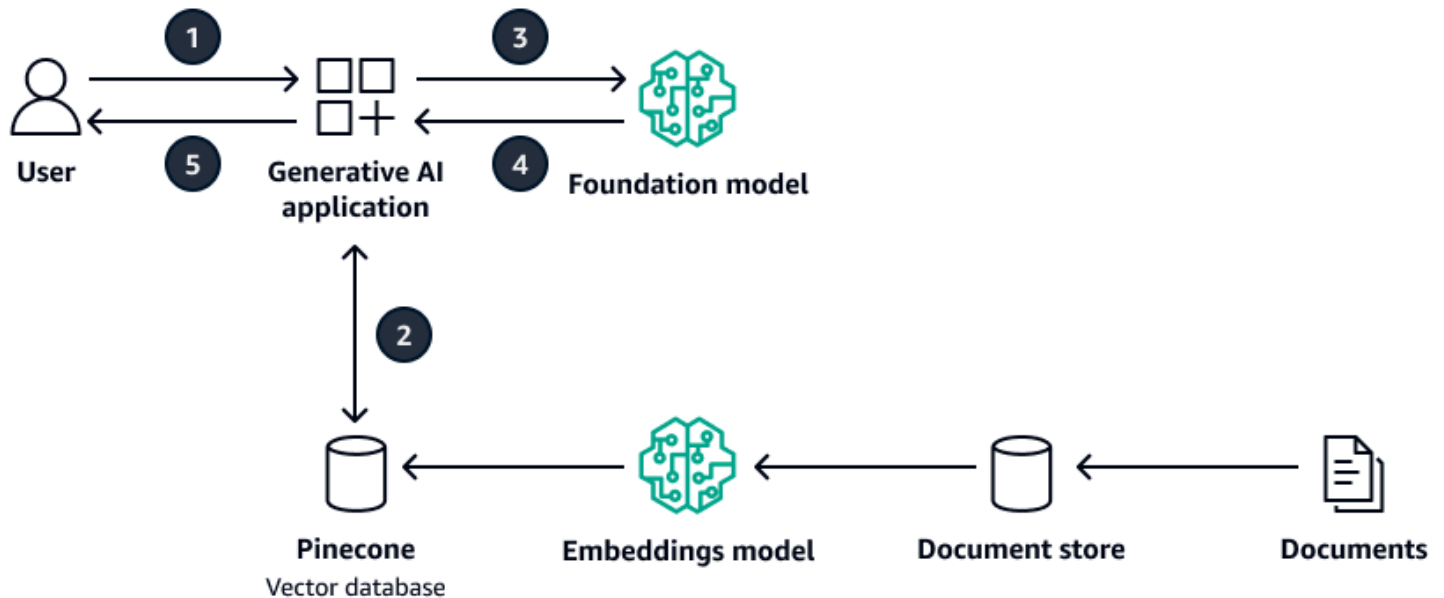 1
3
User
5
Generative AI
application
4
Foundation model
2
Pinecone
Vector database
Embeddings model
Document store
Documents